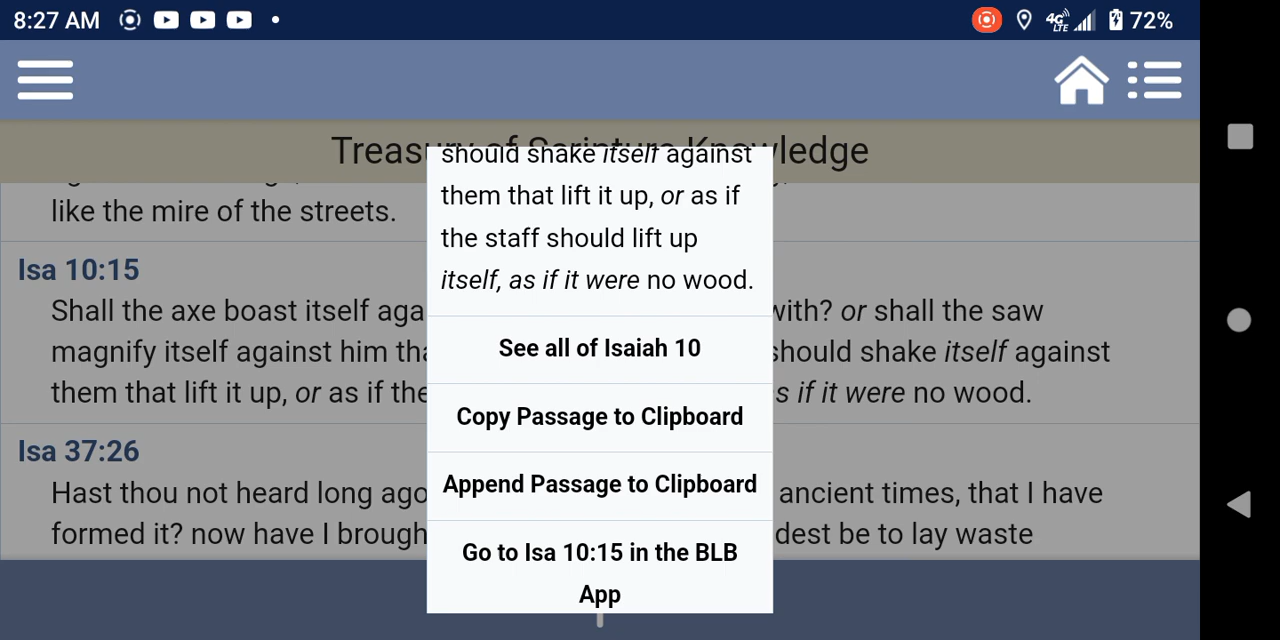 8:27 AM
4G LTE
72%
Treasury of Scripture Knowledge
like the mire of the streets.
Isa 10:15
Shall the axe boast itself aga with? or shall the saw
magnify itself against him tha should shake itself against
them that lift it up, or as if the s if it were no wood.
Isa 37:26
Hast thou not heard long ago ancient times, that I have
formed it? now have I brough dest be to lay waste
should shake itself against
them that lift it up, or as if
the staff should lift up
itself, as if it were no wood.
See all of Isaiah 10
Copy Passage to Clipboard
Append Passage to Clipboard
Go to Isa 10:15 in the BLB
App